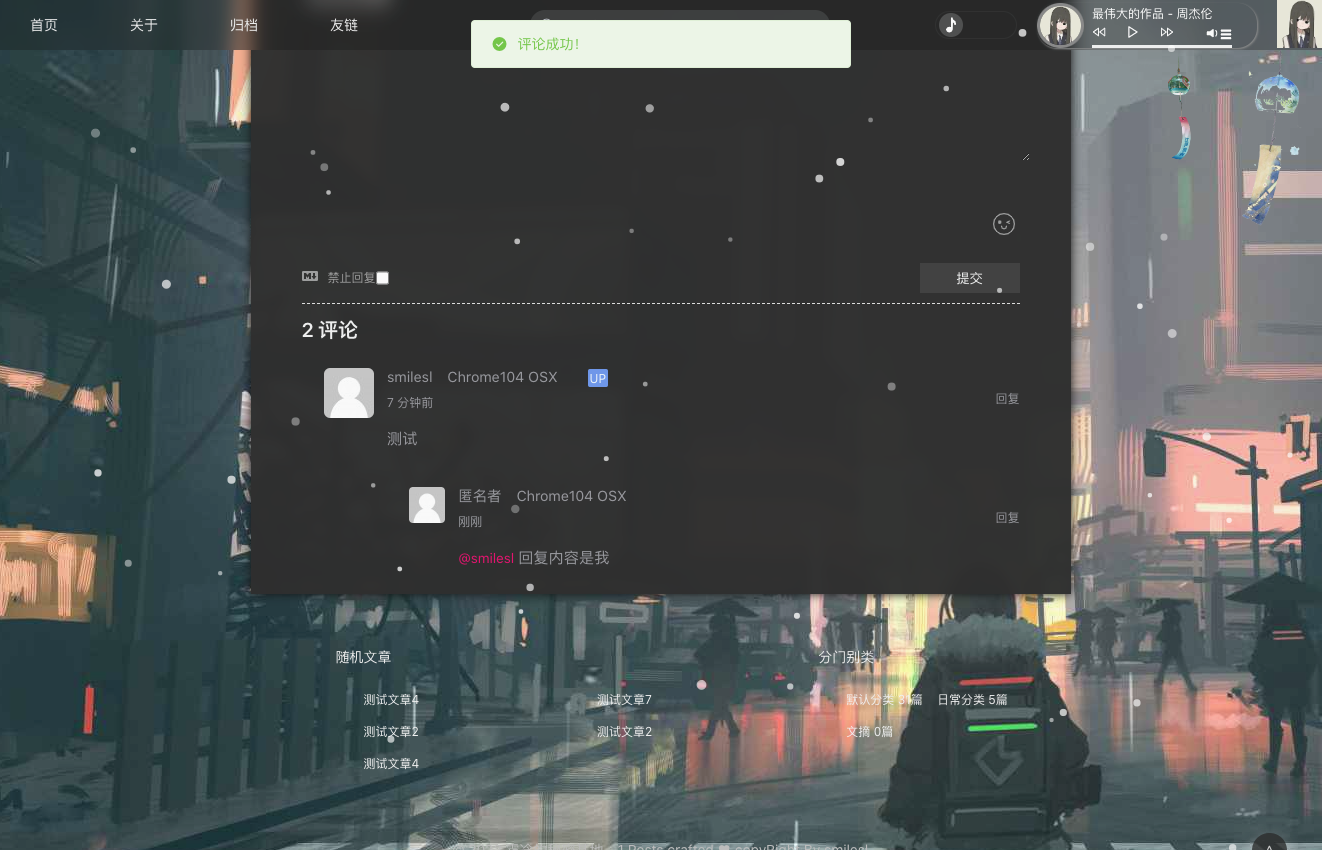 首页 关于 归档 友链
最伟大的作品 - 周杰伦
评论成功!
禁止回复
提交
2 评论
smilesl Chrome104 OSX UP
7 分钟前
回复
测试
匿名者 Chrome104 OSX
刚刚
回复
@smilesl 回复内容是我
随机文章 分门别类
测试文章4 测试文章7 默认分类 31篇 日常分类 5篇
测试文章2 测试文章2 文摘 0篇
测试文章4